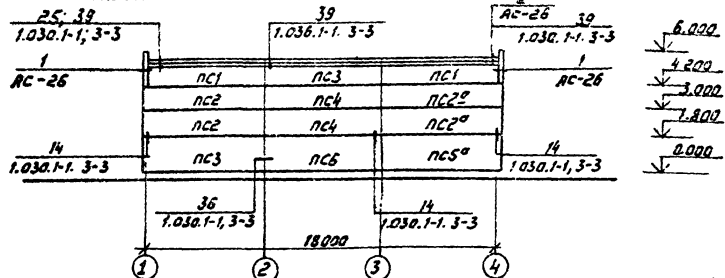 25; 39
1.030.1-1; 3-3
39
1.036.1-1. 3-3
АС-26
39
1.030.1-1. 3-3
6.000
1
АС-26
пс1
пс3
пс1
1
АС-26
4.200
пс2
пс4
пс2а
3.000
пс2
пс4
пс2а
1.800
14
1.030.1-1. 3-3
пс3
пс6
пс5а
14
1.030.1-1, 3-3
0.000
36
1.030.1-1, 3-3
14
1.030.1-1. 3-3
18000
1
2
3
4